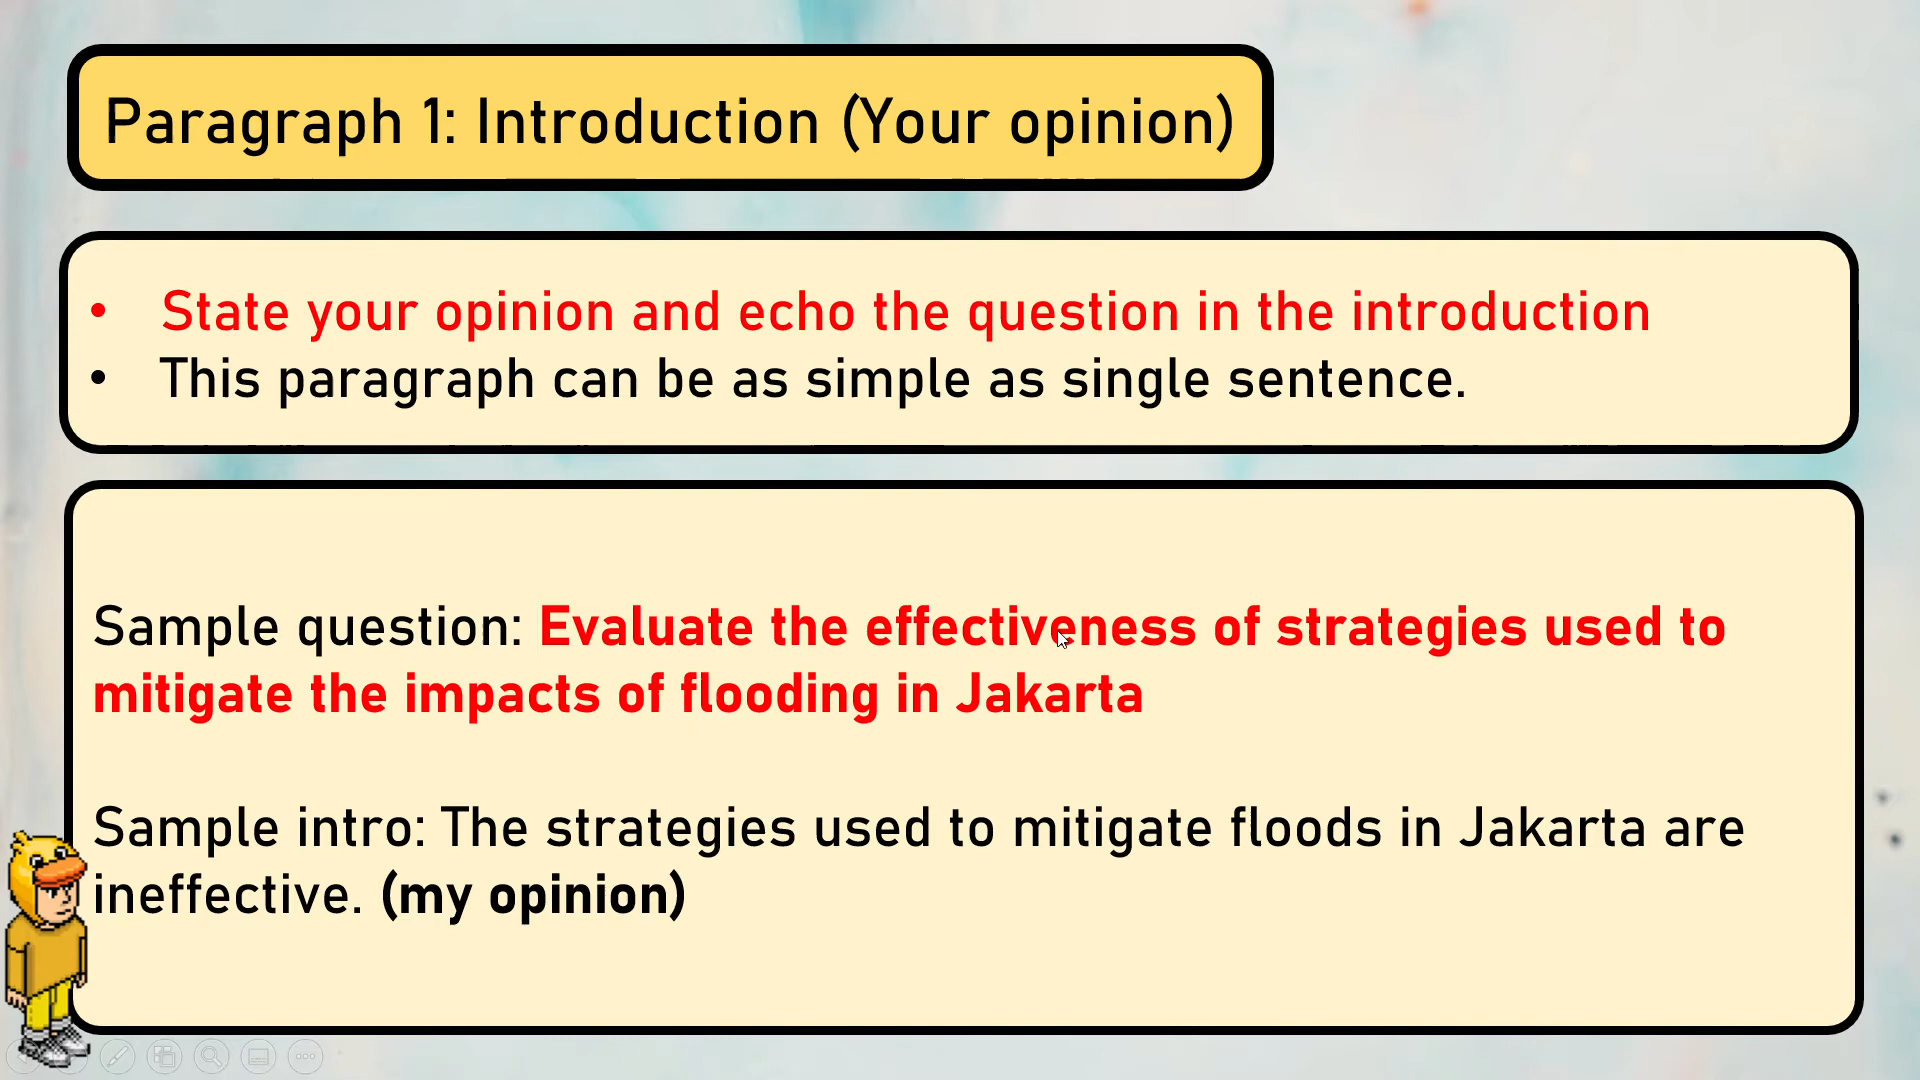 Paragraph 1: Introduction (Your opinion)
• State your opinion and echo the question in the introduction
• This paragraph can be as simple as single sentence.
Sample question: Evaluate the effectiveness of strategies used to
mitigate the impacts of flooding in Jakarta
Sample intro: The strategies used to mitigate floods in Jakarta are
ineffective. (my opinion)